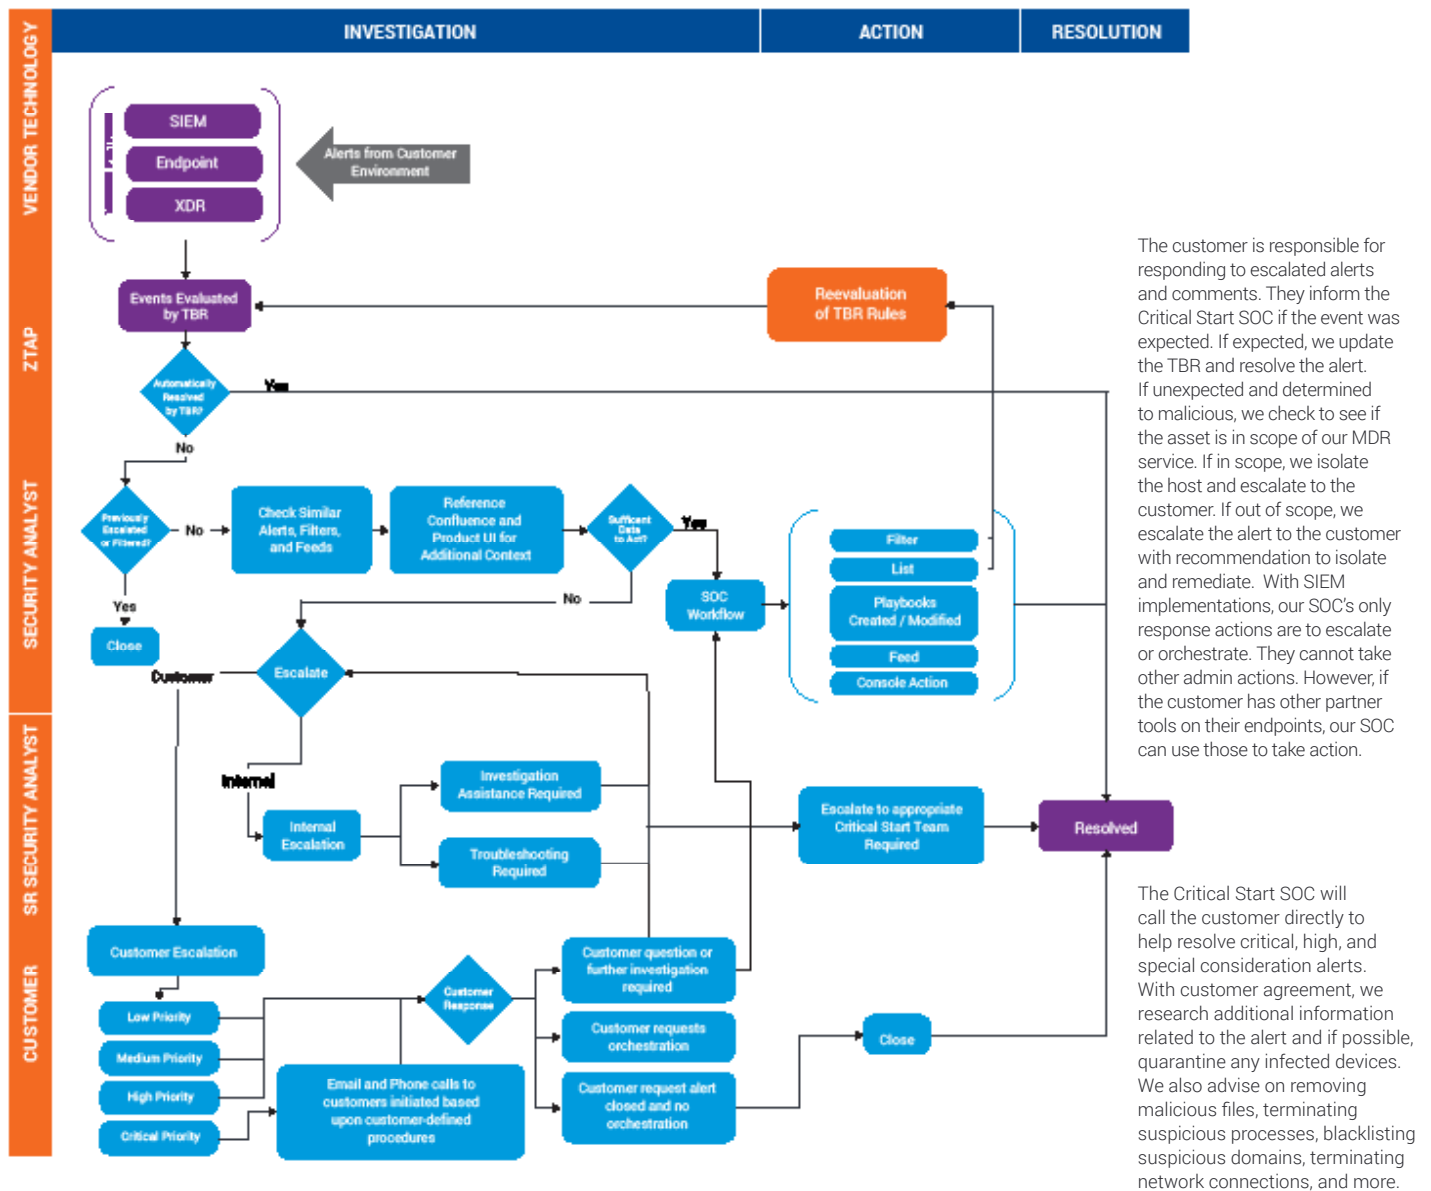 INVESTIGATION
ACTION
RESOLUTION
VENDOR TECHNOLOGY
ZTAP
SECURITY ANALYST
SR SECURITY ANALYST
CUSTOMER
SIEM
Endpoint
XDR
Alerts from Customer
Environment
Events Evaluated
by TBR
Reevaluation
of TBR Rules
Automatically
Resolved
by TBR?
Yes
No
Previously
Escalated
or Filtered?
No
Check Similar
Alerts, Filters,
and Feeds
Reference
Confluence and
Product UI for
Additional Context
Sufficent
Data
to Act?
Yes
No
Yes
Close
SOC
Workflow
Filter
List
Playbooks
Created / Modified
Feed
Console Action
Escalate
Customer
Internal
Internal
Escalation
Investigation
Assistance Required
Troubleshooting
Required
Escalate to appropriate
Critical Start Team
Required
Resolved
Customer Escalation
Low Priority
Medium Priority
High Priority
Critical Priority
Email and Phone calls to
customers initiated based
upon customer-defined
procedures
Customer
Response
Customer question or
further investigation
required
Customer requests
orchestration
Customer request alert
closed and no
orchestration
Close
The customer is responsible for
responding to escalated alerts
and comments. They inform the
Critical Start SOC if the event was
expected. If expected, we update
the TBR and resolve the alert.
If unexpected and determined
to malicious, we check to see if
the asset is in scope of our MDR
service. If in scope, we isolate
the host and escalate to the
customer. If out of scope, we
escalate the alert to the customer
with recommendation to isolate
and remediate. With SIEM
implementations, our SOC's only
response actions are to escalate
or orchestrate. They cannot take
other admin actions. However, if
the customer has other partner
tools on their endpoints, our SOC
can use those to take action.
The Critical Start SOC will
call the customer directly to
help resolve critical, high, and
special consideration alerts.
With customer agreement, we
research additional information
related to the alert and if possible,
quarantine any infected devices.
We also advise on removing
malicious files, terminating
suspicious processes, blacklisting
suspicious domains, terminating
network connections, and more.